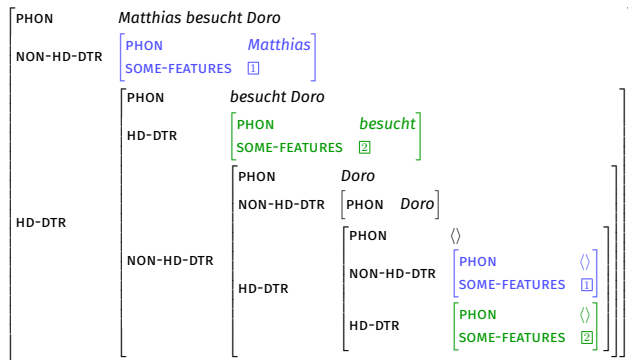 PHON Matthias besucht Doro
NON-HD-DTR PHON Matthias
SOME-FEATURES 1
HD-DTR
PHON besucht Doro
HD-DTR PHON besucht
SOME-FEATURES 2
NON-HD-DTR
PHON Doro
NON-HD-DTR PHON Doro
HD-DTR
PHON ⟨⟩
NON-HD-DTR PHON ⟨⟩
SOME-FEATURES 1
HD-DTR PHON ⟨⟩
SOME-FEATURES 2